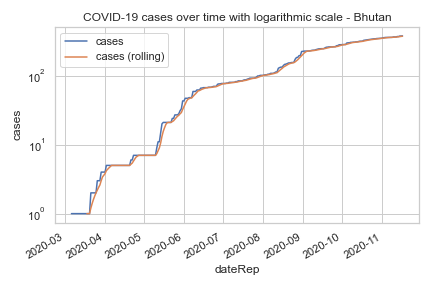 COVID-19 cases over time with logarithmic scale - Bhutan
cases
cases (rolling)
10²
10¹
10⁰
cases
2020-03
2020-04
2020-05
2020-06
2020-07
2020-08
2020-09
2020-10
2020-11
dateRep